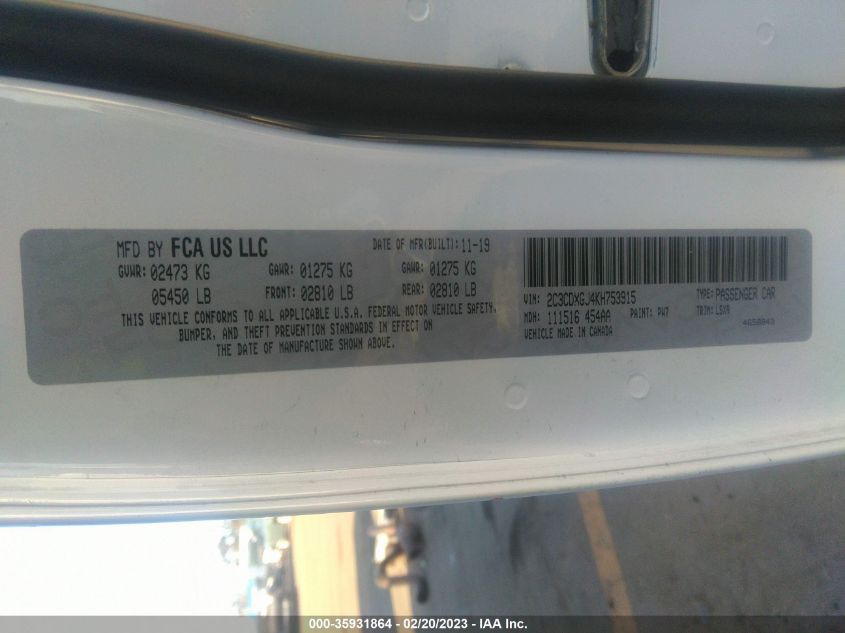 MFD BY FCA US LLC
DATE OF MFR(BUILT): 11-19
GVWR: 02473 KG GAWR: 01275 KG GAWR: 01275 KG
05450 LB FRONT: 02810 LB REAR: 02810 LB
THIS VEHICLE CONFORMS TO ALL APPLICABLE U.S.A. FEDERAL MOTOR VEHICLE SAFETY,
BUMPER, AND THEFT PREVENTION STANDARDS IN EFFECT ON
THE DATE OF MANUFACTURE SHOWN ABOVE.
VIN: 2C3CDXGJ4KH753915 TYPE: PASSENGER CAR
MDH: 111516 454AA PAINT: PW7 TRIM: LSX9
VEHICLE MADE IN CANADA
000-35931864 - 02/20/2023 - IAA Inc.